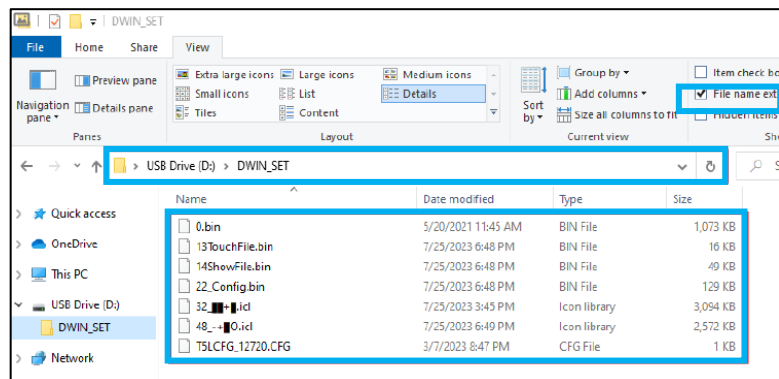 DWIN_SET
File Home Share View
Preview pane Extra large icons Large icons Medium icons Group by Item check bo
Navigation pane Details pane Small icons List Details Sort by Add columns File name ext
Tiles Content Size all columns to fit Hidden items
Panes Layout Current view Sh
USB Drive (D:) > DWIN_SET S
Name Date modified Type Size
Quick access
OneDrive
This PC
USB Drive (D:)
DWIN_SET
Network
0.bin 5/20/2021 11:45 AM BIN File 1,073 KB
13TouchFile.bin 7/25/2023 6:48 PM BIN File 16 KB
14ShowFile.bin 7/25/2023 6:48 PM BIN File 49 KB
22_Config.bin 7/25/2023 6:48 PM BIN File 129 KB
7/25/2023 3:45 PM Icon library 3,094 KB
7/25/2023 6:49 PM Icon library 2,572 KB
T5LCFG_12720.CFG 3/7/2023 8:47 PM CFG File 1 KB